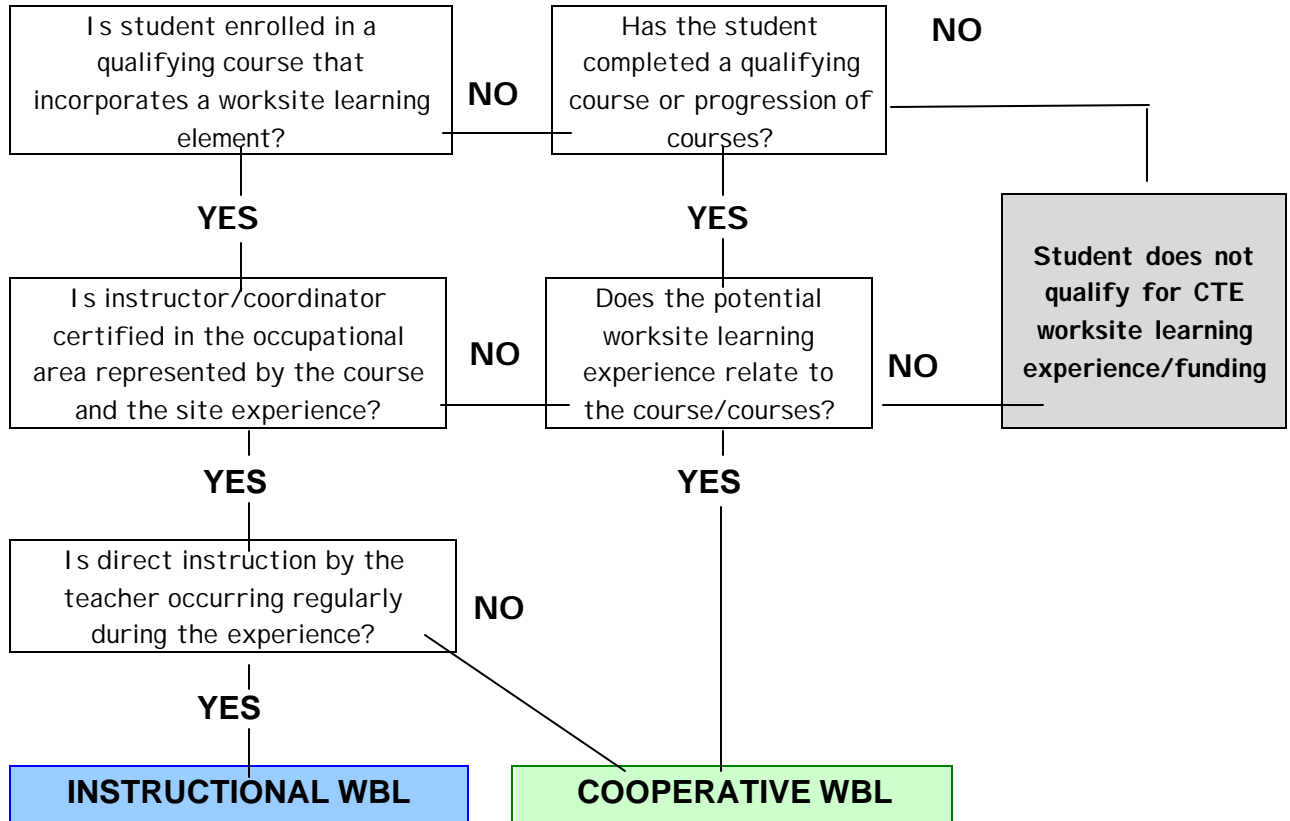 Is student enrolled in a
qualifying course that
incorporates a worksite learning
element?
NO
Has the student
completed a qualifying
course or progression of
courses?
NO
YES
YES
Student does not
qualify for CTE
worksite learning
experience/funding
Is instructor/coordinator
certified in the occupational
area represented by the course
and the site experience?
NO
Does the potential
worksite learning
experience relate to
the course/courses?
NO
YES
YES
Is direct instruction by the
teacher occurring regularly
during the experience?
NO
YES
INSTRUCTIONAL WBL
COOPERATIVE WBL